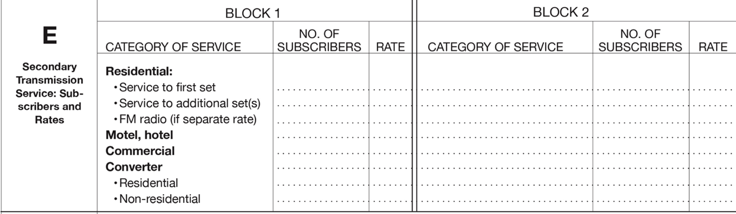 E
Secondary
Transmission
Service: Sub-
scribers and
Rates
BLOCK 1
CATEGORY OF SERVICE
NO. OF
SUBSCRIBERS
RATE
Residential:
• Service to first set
• Service to additional set(s)
• FM radio (if separate rate)
Motel, hotel
Commercial
Converter
• Residential
• Non-residential
BLOCK 2
CATEGORY OF SERVICE
NO. OF
SUBSCRIBERS
RATE